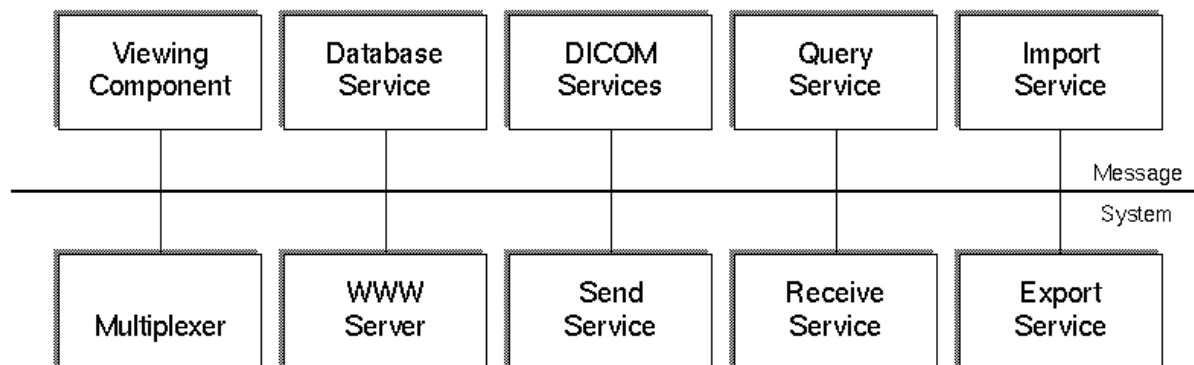 Viewing
Component
Database
Service
DICOM
Services
Query
Service
Import
Service
Message
System
Multiplexer
WWW
Server
Send
Service
Receive
Service
Export
Service